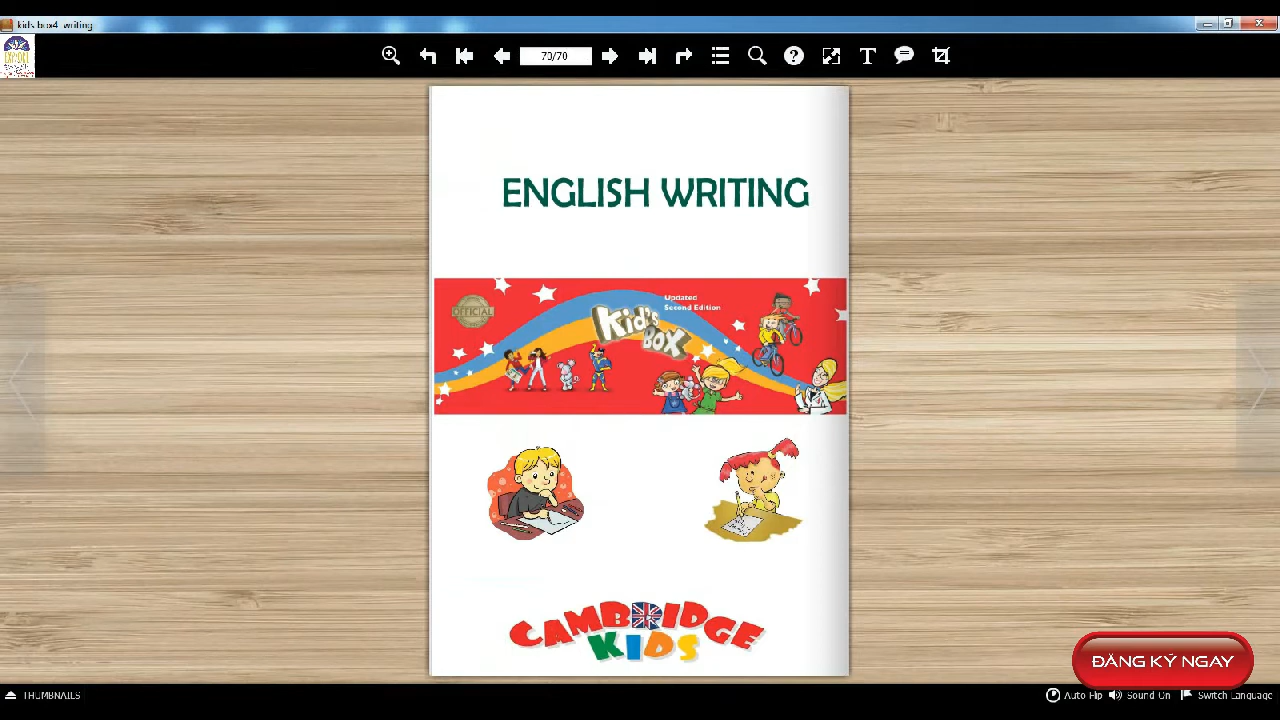 kids box4 writing
70/70
ENGLISH WRITING
OFFICIAL
Updated
Second Edition
Kid's
BOX
CAMBRIDGE
KIDS
ĐĂNG KÝ NGAY
THUMBNAILS
Auto Flip
Sound On
Switch Language